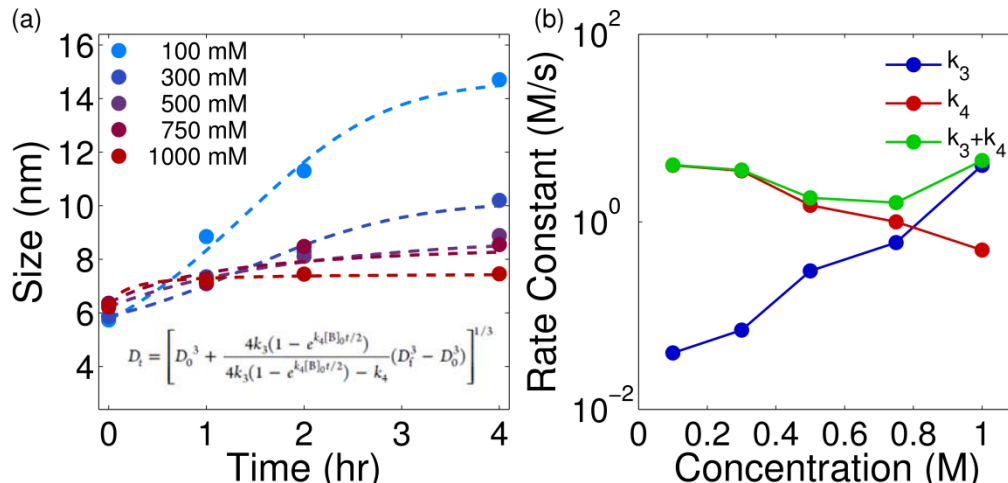 (a)
16
14
12
10
8
6
4
Size (nm)
100 mM
300 mM
500 mM
750 mM
1000 mM
D_t = [D_0^3 + \frac{4k_3(1 - e^{k_4[B]_0t/2})}{4k_3(1 - e^{k_4[B]_0t/2}) - k_4}(D_f^3 - D_0^3)]^{1/3}
0 1 2 3 4
Time (hr)
(b)
10^2
10^0
10^-2
Rate Constant (M/s)
k_3
k_4
k_3+k_4
0 0.2 0.4 0.6 0.8 1
Concentration (M)